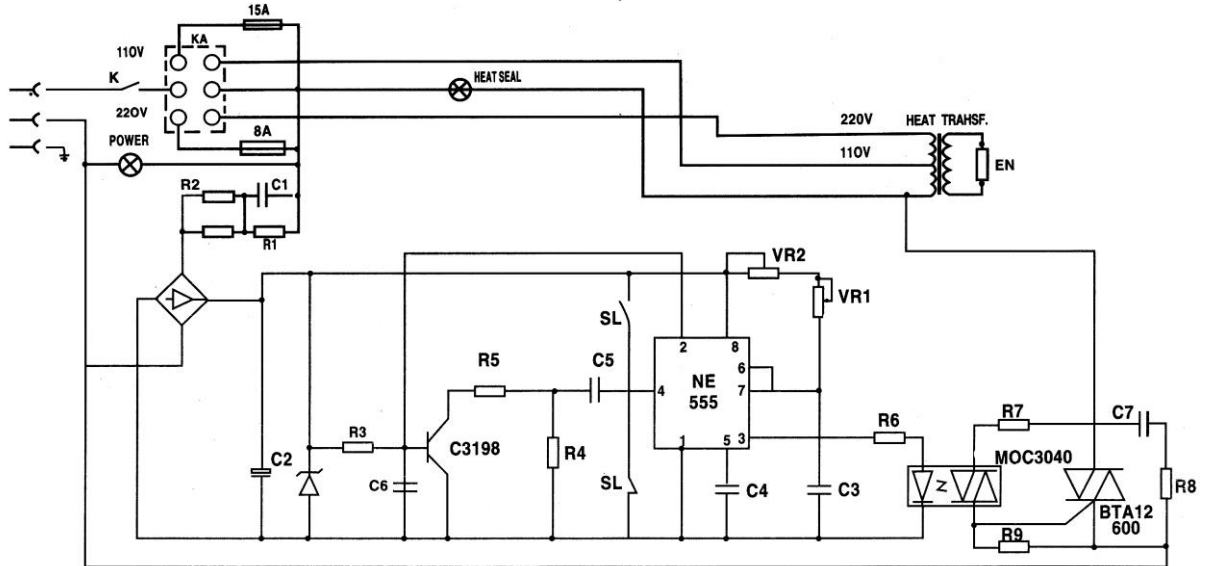 15A
KA
110V
K
HEAT SEAL
220V
POWER
8A
220V
HEAT TRAHSF.
110V
EN
R2
C1
R1
VR2
VR1
SL
2
8
R5
C5
6
4
NE
555
7
R3
C3198
R4
1
5
3
R6
R7
C7
C2
C6
SL
C4
C3
MOC3040
R8
BTA12
600
R9